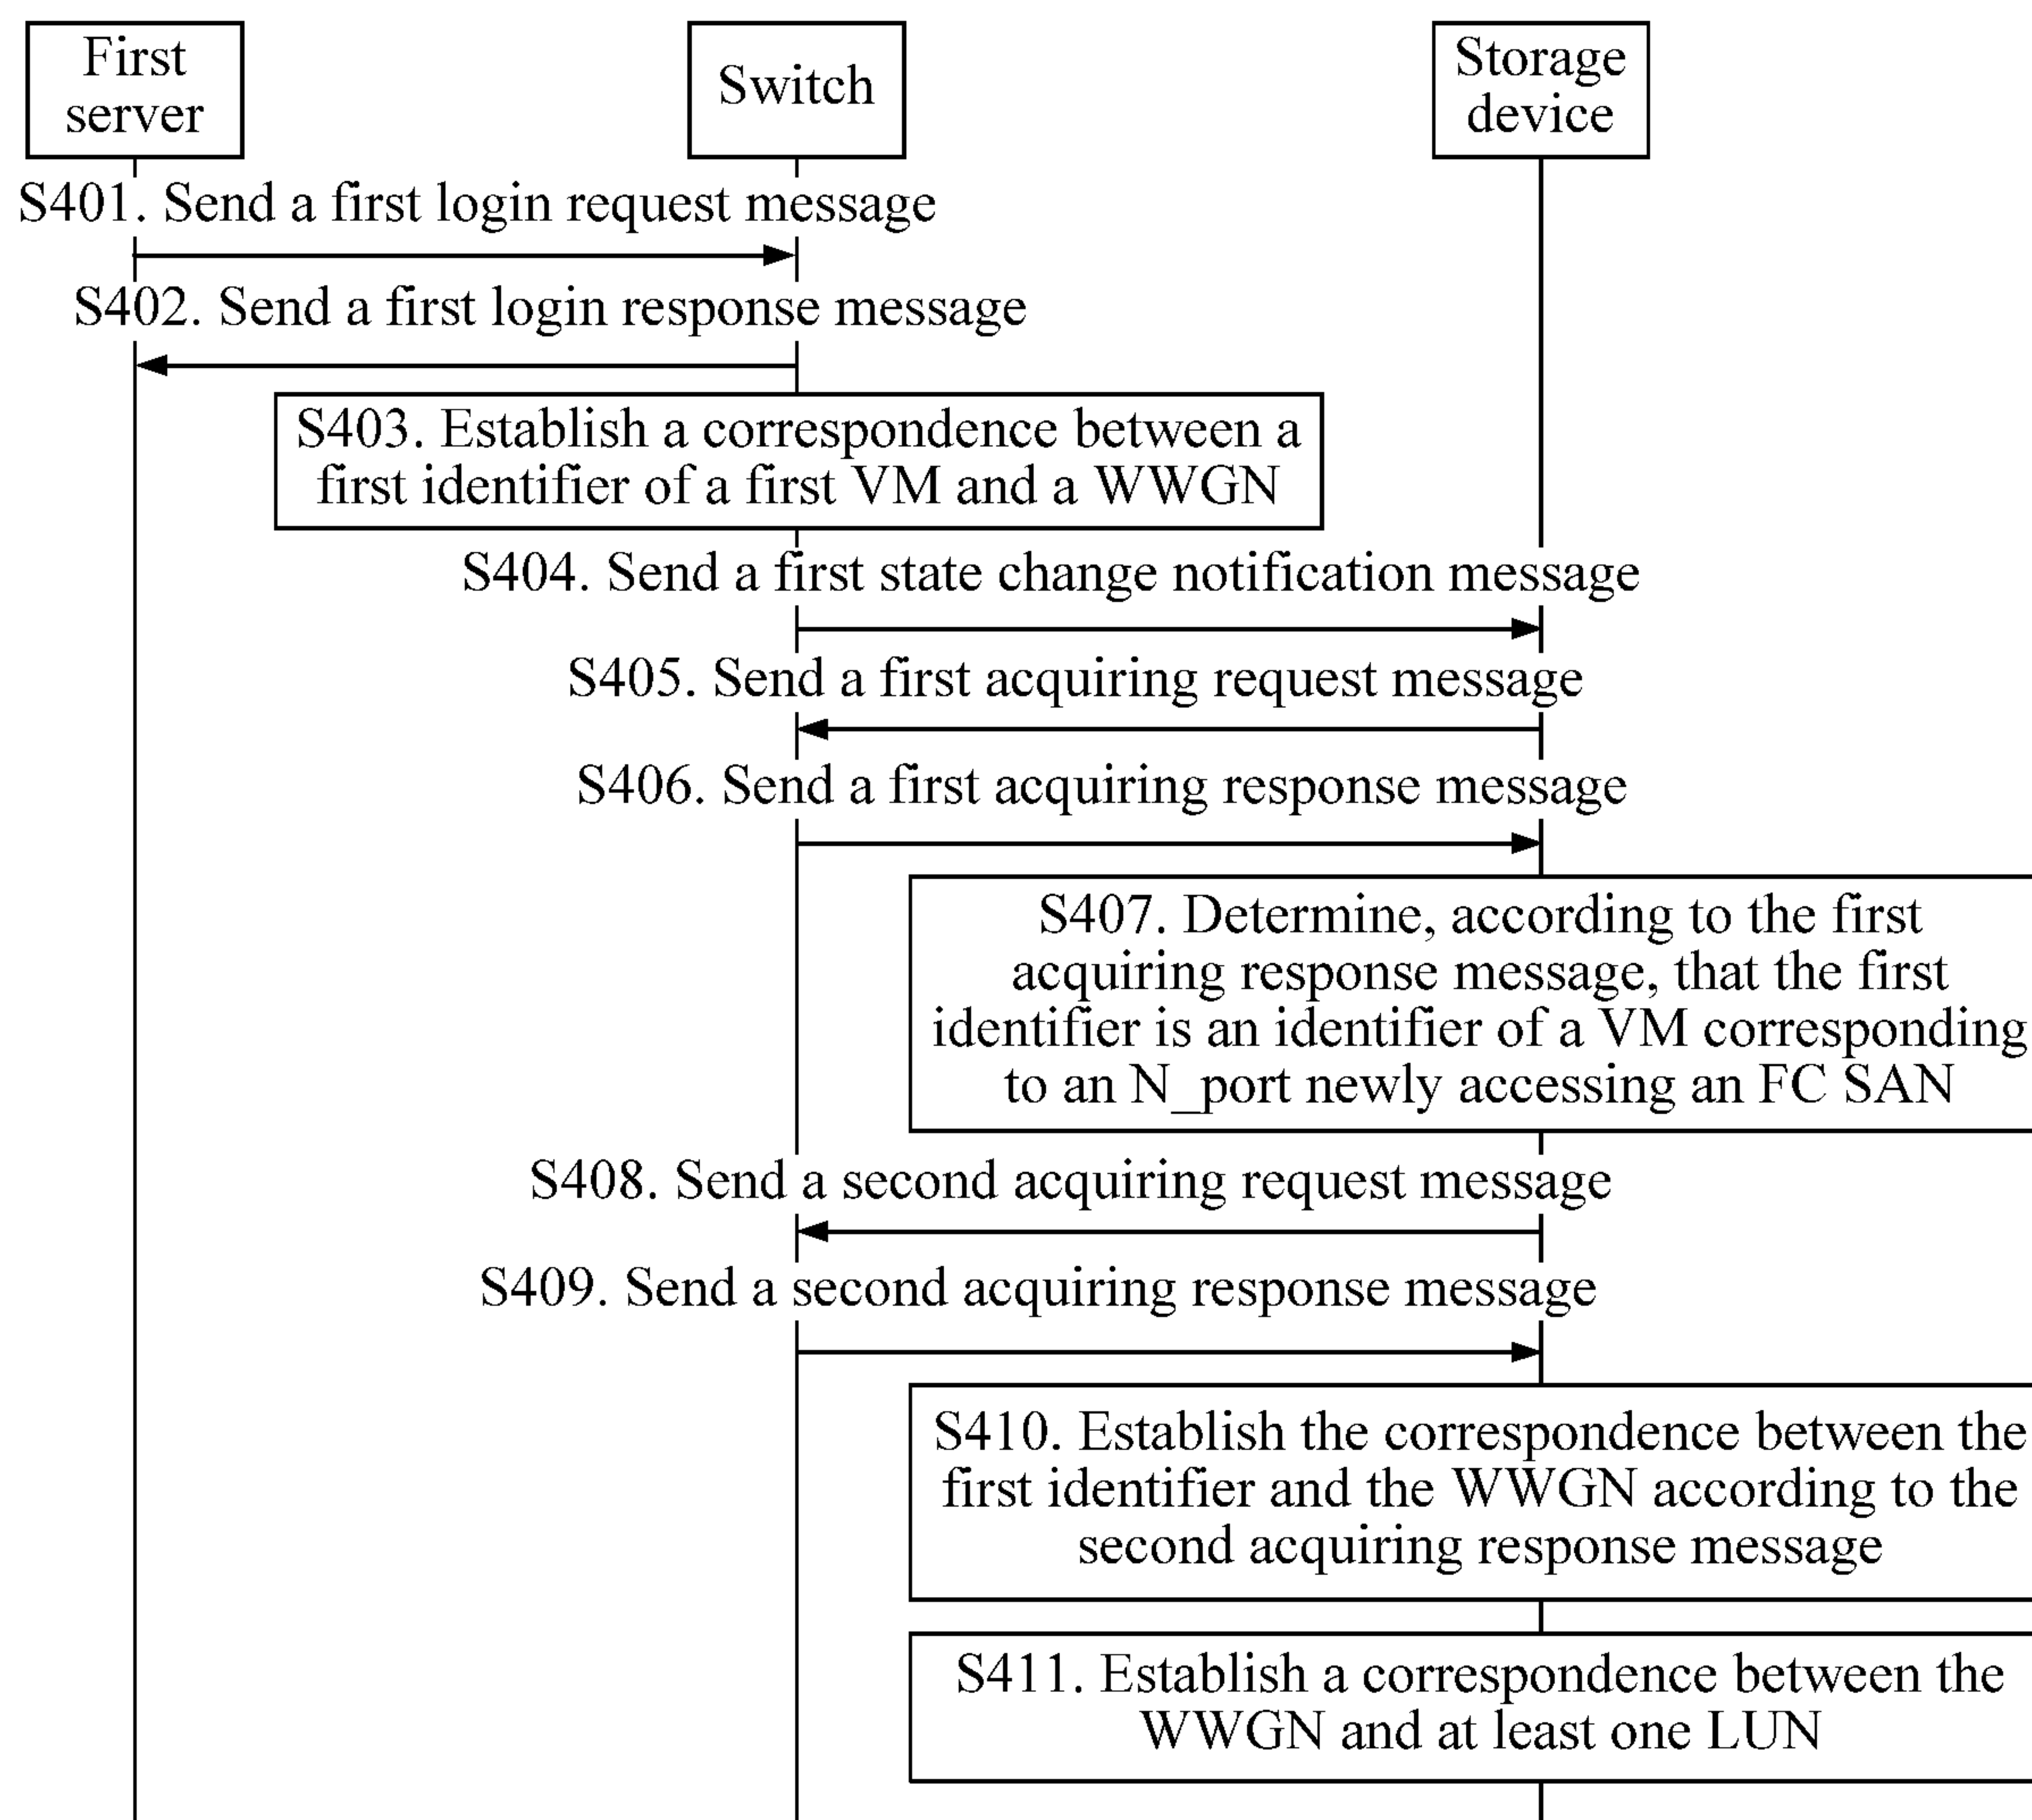 First
server
Switch
Storage
device
S401. Send a first login request message
S402. Send a first login response message
S403. Establish a correspondence between a
first identifier of a first VM and a WWGN
S404. Send a first state change notification message
S405. Send a first acquiring request message
S406. Send a first acquiring response message
S407. Determine, according to the first
acquiring response message, that the first
identifier is an identifier of a VM corresponding
to an N_port newly accessing an FC SAN
S408. Send a second acquiring request message
S409. Send a second acquiring response message
S410. Establish the correspondence between the
first identifier and the WWGN according to the
second acquiring response message
S411. Establish a correspondence between the
WWGN and at least one LUN